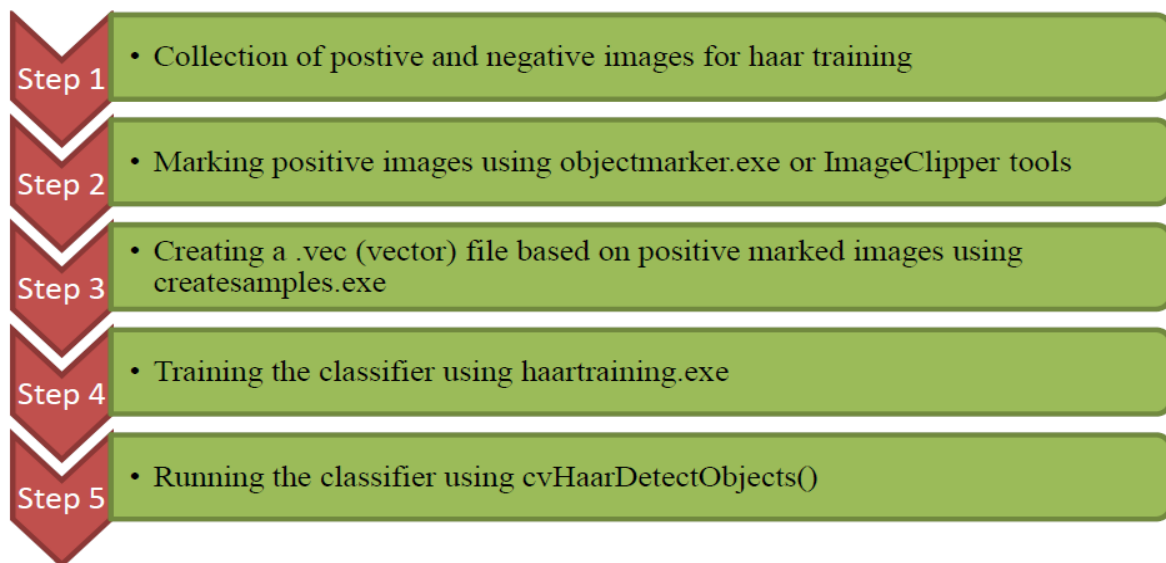 Step 1
• Collection of postive and negative images for haar training
Step 2
• Marking positive images using objectmarker.exe or ImageClipper tools
Step 3
• Creating a .vec (vector) file based on positive marked images using
createsamples.exe
Step 4
• Training the classifier using haartraining.exe
Step 5
• Running the classifier using cvHaarDetectObjects()